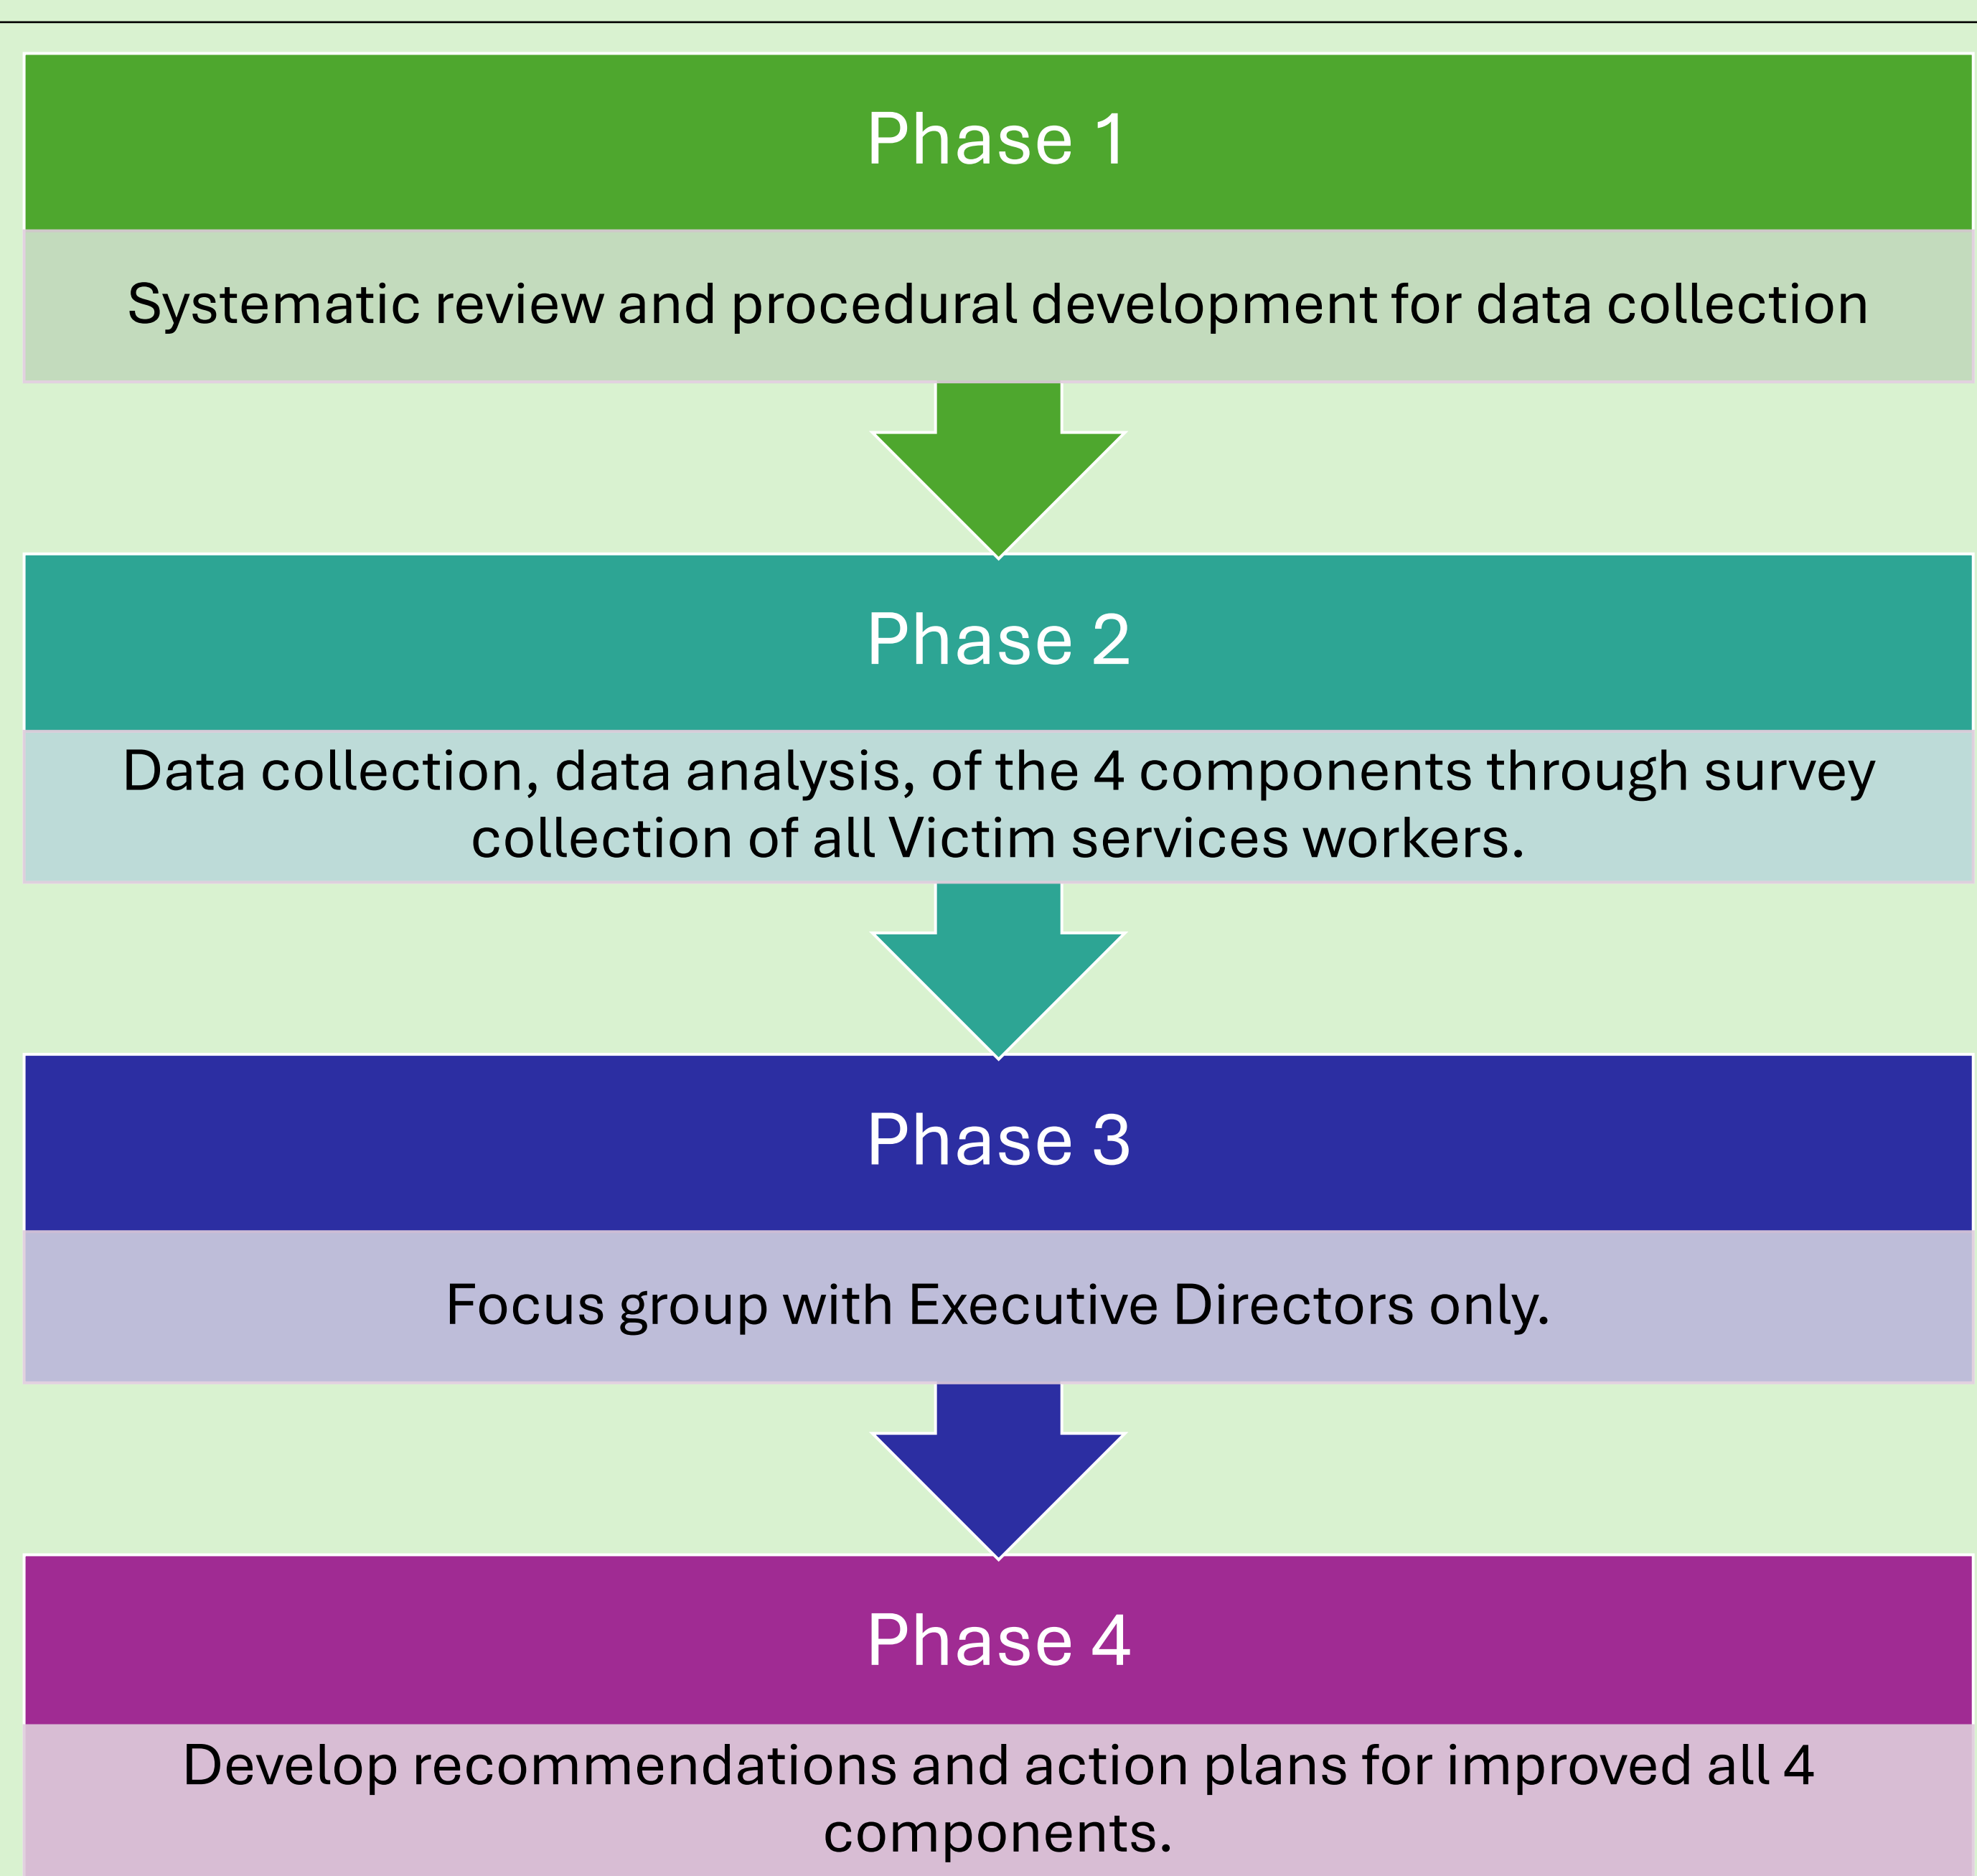 Phase 1
Systematic review and procedural development for data collection
Phase 2
Data collection, data analysis, of the 4 components through survey
collection of all Victim services workers.
Phase 3
Focus group with Executive Directors only.
Phase 4
Develop recommendations and action plans for improved all 4
components.